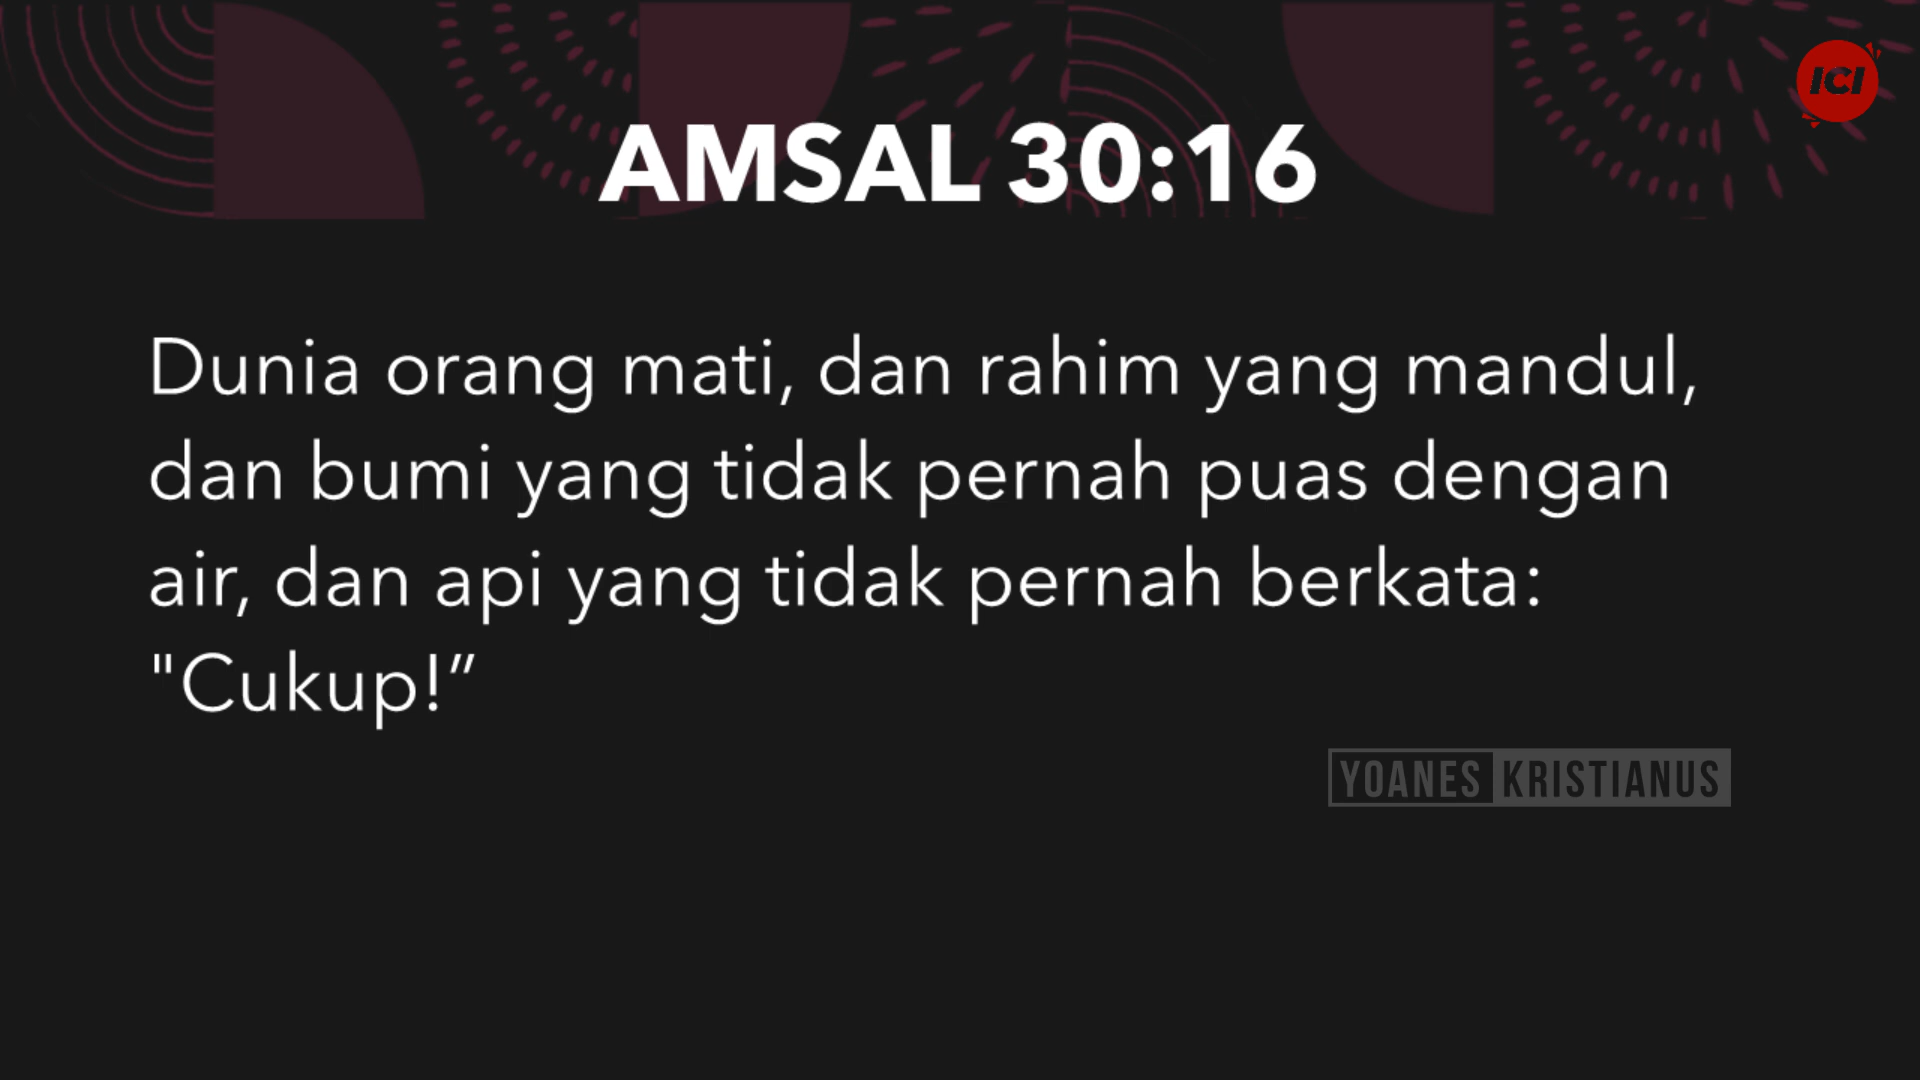 ICI
AMSAL 30:16
Dunia orang mati, dan rahim yang mandul,
dan bumi yang tidak pernah puas dengan
air, dan api yang tidak pernah berkata:
"Cukup!”
YOANES KRISTIANUS